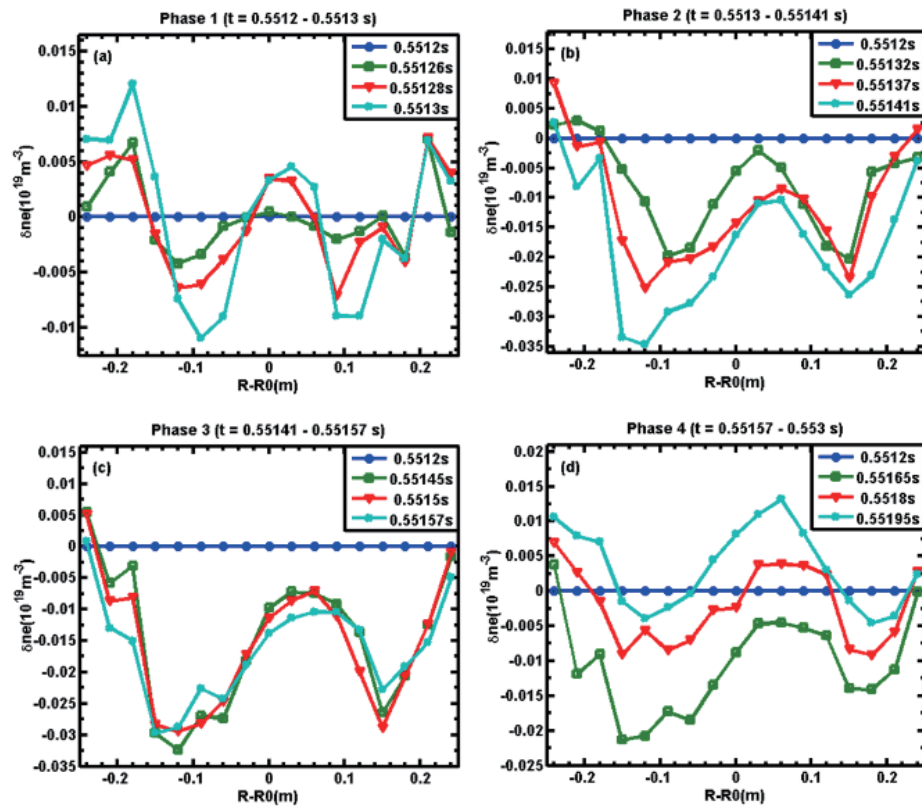 Phase 1 (t = 0.5512 - 0.5513 s)
(a)
0.5512s
0.55126s
0.55128s
0.5513s
0.015
0.01
0.005
0
-0.005
-0.01
δne(10^19 m^-3)
-0.2 -0.1 0 0.1 0.2
R-R0(m)
Phase 2 (t = 0.5513 - 0.55141 s)
(b)
0.5512s
0.55132s
0.55137s
0.55141s
0.015
0.01
0.005
0
-0.005
-0.01
-0.015
-0.02
-0.025
-0.03
-0.035
δne(10^19 m^-3)
-0.2 -0.1 0 0.1 0.2
R-R0(m)
Phase 3 (t = 0.55141 - 0.55157 s)
(c)
0.5512s
0.55145s
0.5515s
0.55157s
0.015
0.01
0.005
0
-0.005
-0.01
-0.015
-0.02
-0.025
-0.03
-0.035
δne(10^19 m^-3)
-0.2 -0.1 0 0.1 0.2
R-R0(m)
Phase 4 (t = 0.55157 - 0.553 s)
(d)
0.5512s
0.55165s
0.5518s
0.55195s
0.02
0.015
0.01
0.005
0
-0.005
-0.01
-0.015
-0.02
-0.025
δne(10^19 m^-3)
-0.2 -0.1 0 0.1 0.2
R-R0(m)